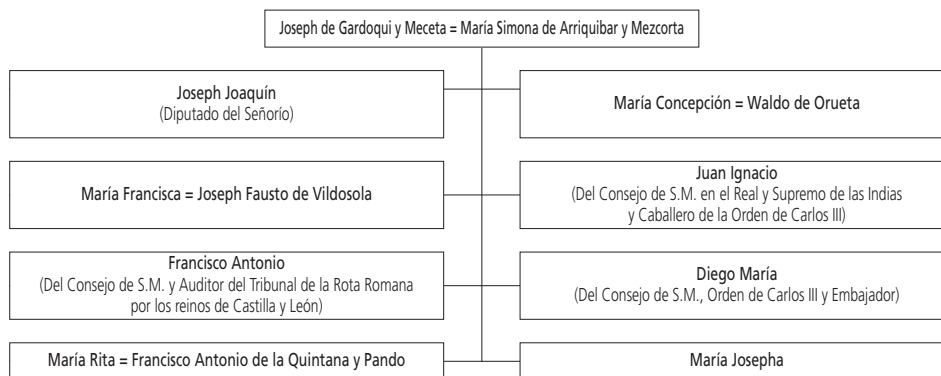 Joseph de Gardoqui y Meceta = María Simona de Arriquibar y Mezcorta
Joseph Joaquín
(Diputado del Señorío)
María Concepción = Waldo de Orueta
María Francisca = Joseph Fausto de Vildosola
Juan Ignacio
(Del Consejo de S.M. en el Real y Supremo de las Indias
y Caballero de la Orden de Carlos III)
Francisco Antonio
(Del Consejo de S.M. y Auditor del Tribunal de la Rota Romana
por los reinos de Castilla y León)
Diego María
(Del Consejo de S.M., Orden de Carlos III y Embajador)
María Rita = Francisco Antonio de la Quintana y Pando
María Josepha